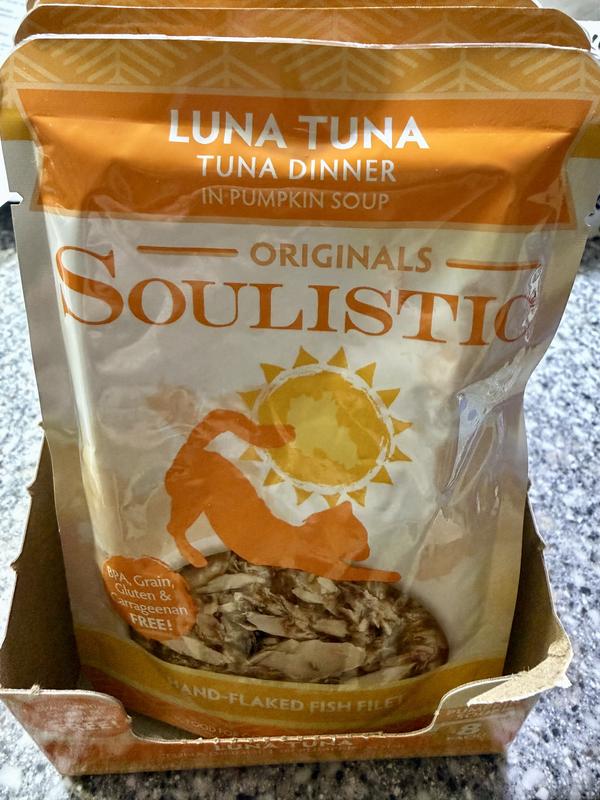 LUNA TUNA
TUNA DINNER
IN PUMPKIN SOUP
ORIGINALS
SOULISTIC
BPA, Grain,
Gluten &
Carrageenan
FREE!
HAND-FLAKED FISH FILET
LUNA TUNA
8